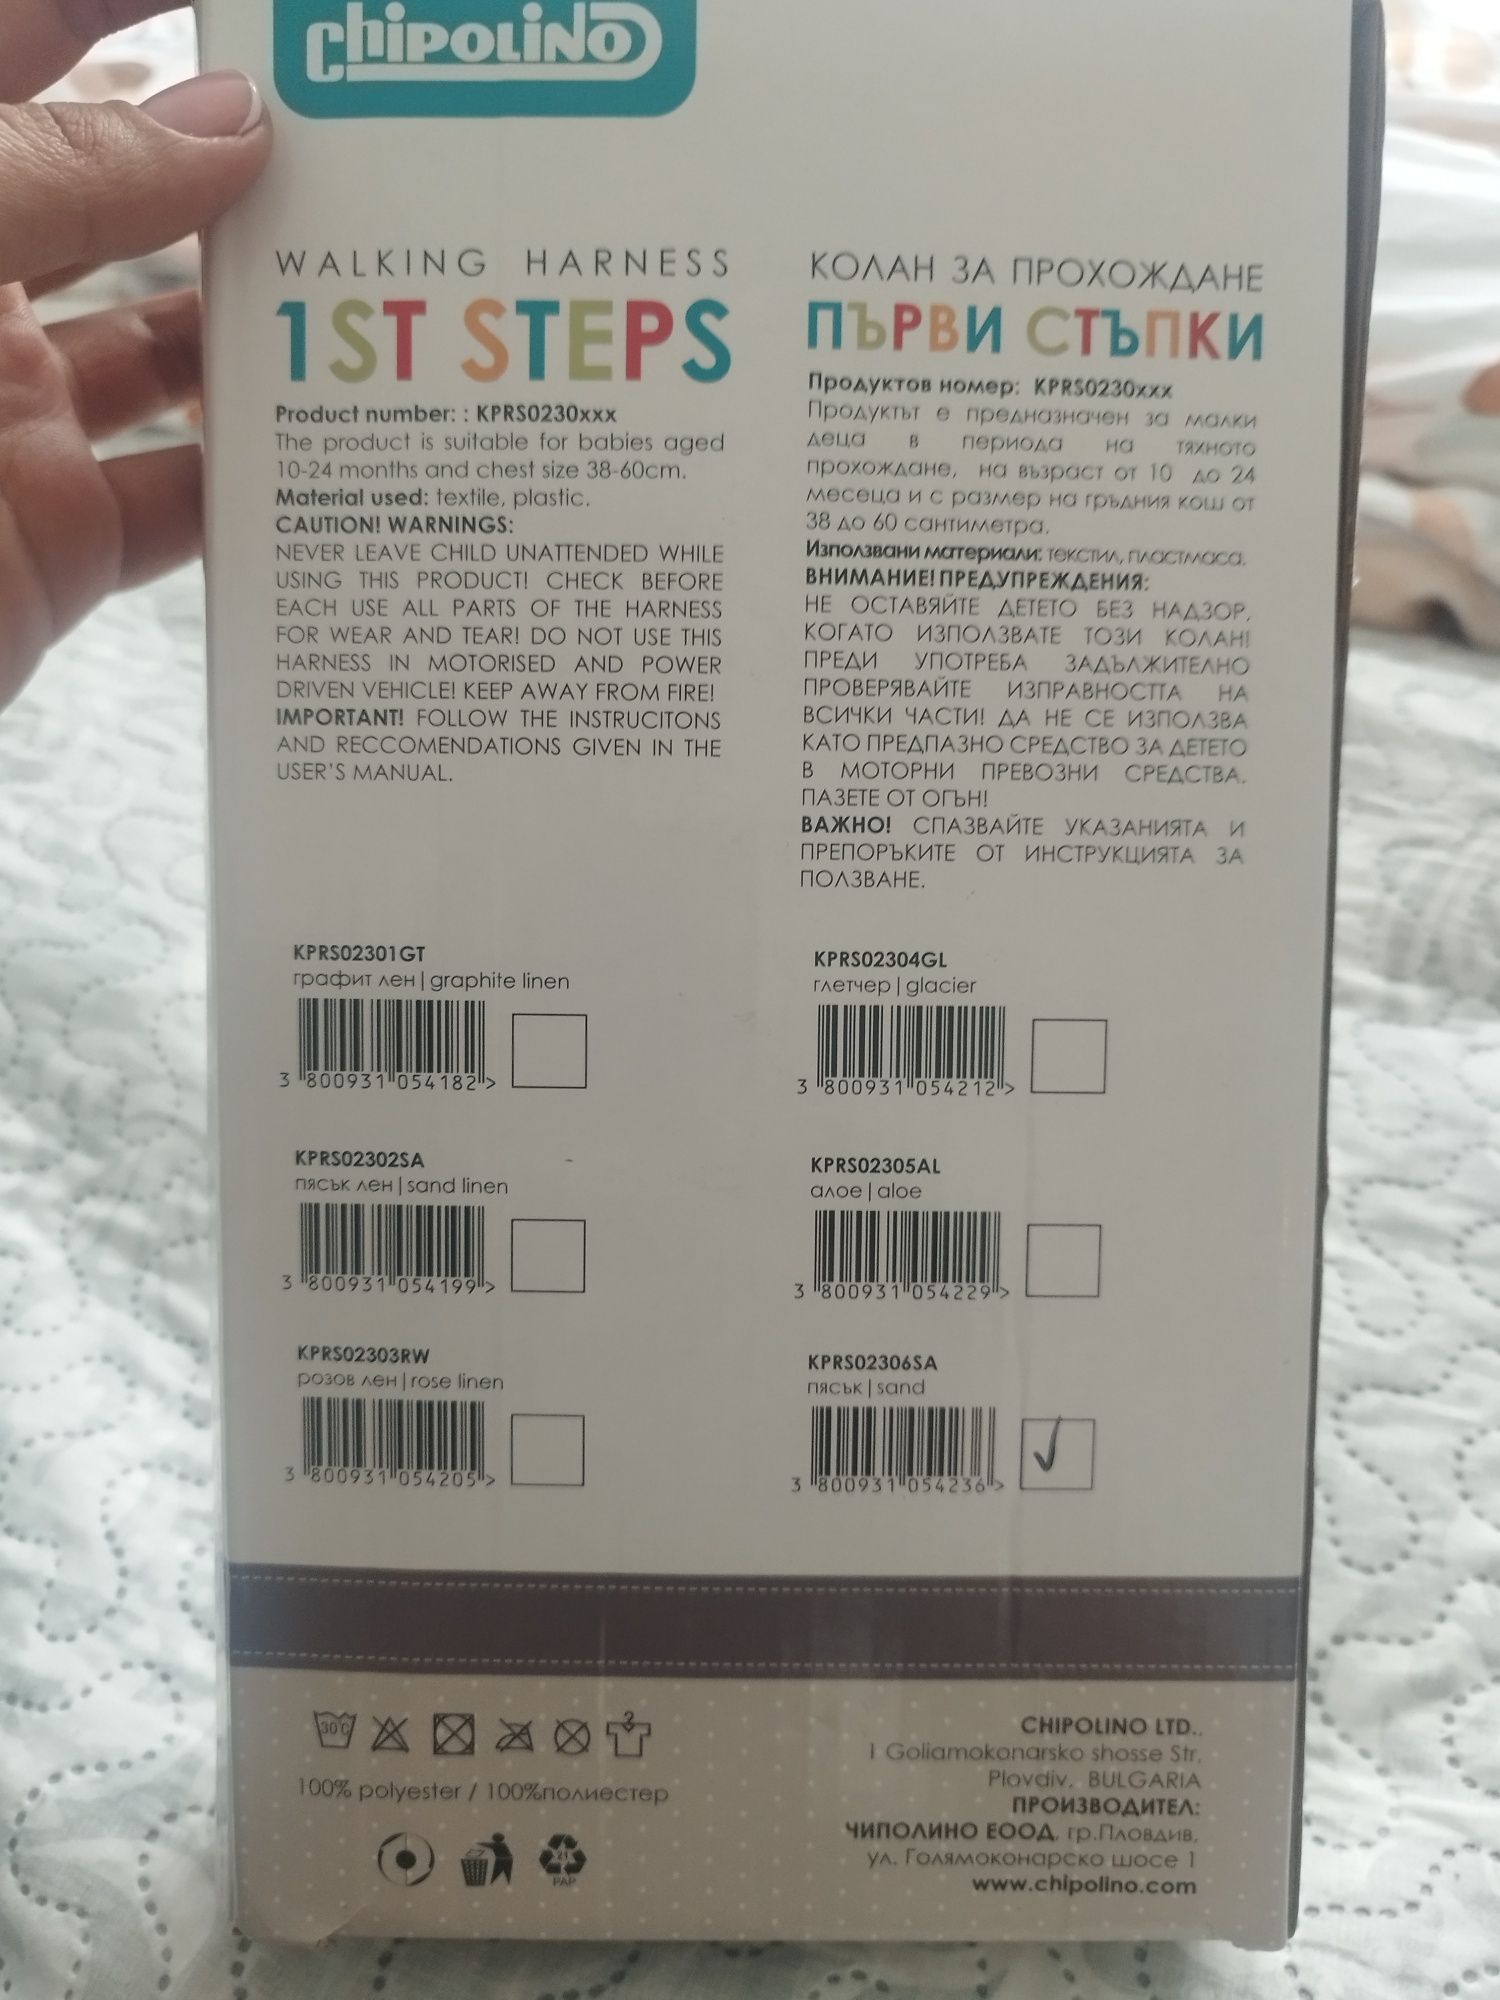 chipolino
WALKING HARNESS
1ST STEPS
Product number: : KPRS0230xxx
The product is suitable for babies aged
10-24 months and chest size 38-60cm.
Material used: textile, plastic.
CAUTION! WARNINGS:
NEVER LEAVE CHILD UNATTENDED WHILE
USING THIS PRODUCT! CHECK BEFORE
EACH USE ALL PARTS OF THE HARNESS
FOR WEAR AND TEAR! DO NOT USE THIS
HARNESS IN MOTORISED AND POWER
DRIVEN VEHICLE! KEEP AWAY FROM FIRE!
IMPORTANT! FOLLOW THE INSTRUCITONS
AND RECCOMENDATIONS GIVEN IN THE
USER'S MANUAL.
КОЛАН ЗА ПРОХОЖДАНЕ
ПЪРВИ СТЪПКИ
Продуктов номер: KPRS0230xxx
Продуктът е предназначен за малки
деца в периода на тяхното
прохождане, на възраст от 10 до 24
месеца и с размер на гръдния кош от
38 до 60 сантиметра.
Използвани материали: текстил, пластмаса.
ВНИМАНИЕ! ПРЕДУПРЕЖДЕНИЯ:
НЕ ОСТАВЯЙТЕ ДЕТЕТО БЕЗ НАДЗОР,
КОГАТО ИЗПОЛЗВАТЕ ТОЗИ КОЛАН!
ПРЕДИ УПОТРЕБА ЗАДЪЛЖИТЕЛНО
ПРОВЕРЯВАЙТЕ ИЗПРАВНОСТТА НА
ВСИЧКИ ЧАСТИ! ДА НЕ СЕ ИЗПОЛЗВА
КАТО ПРЕДПАЗНО СРЕДСТВО ЗА ДЕТЕТО
В МОТОРНИ ПРЕВОЗНИ СРЕДСТВА.
ПАЗЕТЕ ОТ ОГЪН!
ВАЖНО! СПАЗВАЙТЕ УКАЗАНИЯТА И
ПРЕПОРЪКИТЕ ОТ ИНСТРУКЦИЯТА ЗА
ПОЛЗВАНЕ.
KPRS02301GT
графит лен|graphite linen
3 800931 054182>
KPRS02304GL
глетчер|glacier
3 800931 054212>
KPRS02302SA
пясък лен|sand linen
3 800931 054199>
KPRS02305AL
алое|aloe
3 800931 054229>
KPRS02303RW
розов лен|rose linen
3 800931 054205>
KPRS02306SA
пясък|sand
3 800931 054236>
30°C
2
100% polyester / 100%полиестер
21
PAP
CHIPOLINO LTD.,
1 Goliamokonarsko shosse Str,
Plovdiv, BULGARIA
ПРОИЗВОДИТЕЛ:
ЧИПОЛИНО ЕООД, гр.Пловдив,
ул. Голямоконарско шосе 1
www.chipolino.com